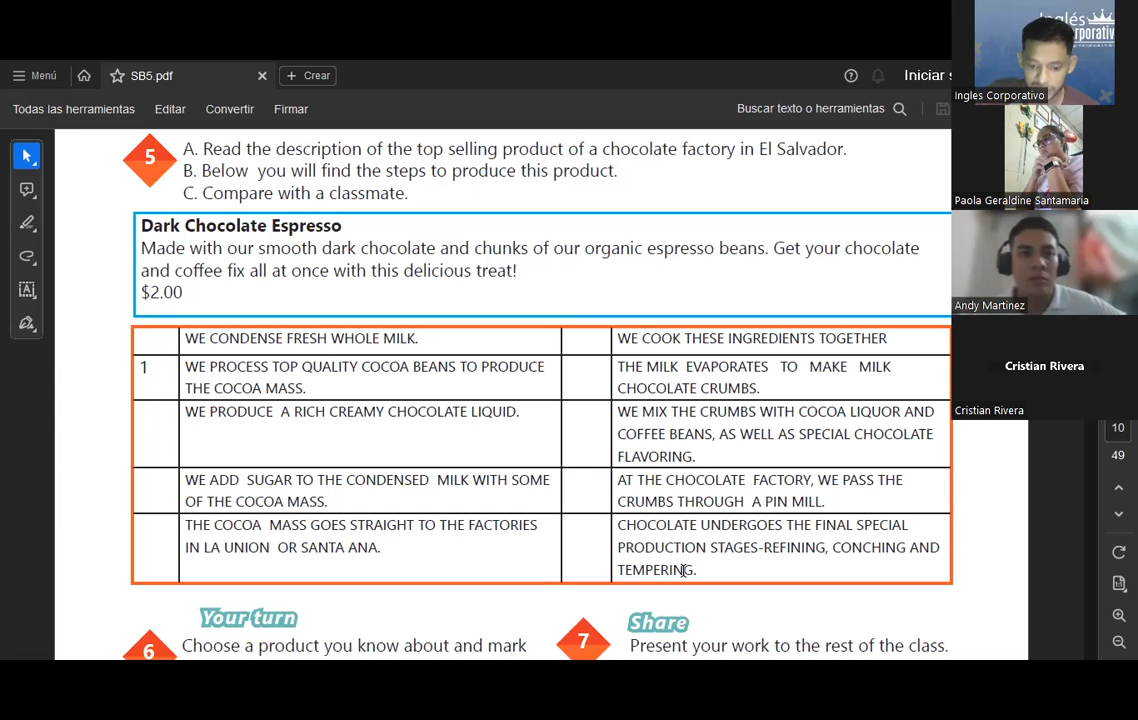 Menú
SB5.pdf
Crear
Iniciar s
Todas las herramientas
Editar
Convertir
Firmar
Buscar texto o herramientas
Inglés
Ingles Corporativo
Paola Geraldine Santamaria
Andy Martinez
Cristian Rivera
Cristian Rivera
5
A. Read the description of the top selling product of a chocolate factory in El Salvador.
B. Below you will find the steps to produce this product.
C. Compare with a classmate.
Dark Chocolate Espresso
Made with our smooth dark chocolate and chunks of our organic espresso beans. Get your chocolate
and coffee fix all at once with this delicious treat!
$2.00
WE CONDENSE FRESH WHOLE MILK.
1
WE PROCESS TOP QUALITY COCOA BEANS TO PRODUCE
THE COCOA MASS.
WE PRODUCE A RICH CREAMY CHOCOLATE LIQUID.
WE ADD SUGAR TO THE CONDENSED MILK WITH SOME
OF THE COCOA MASS.
THE COCOA MASS GOES STRAIGHT TO THE FACTORIES
IN LA UNION OR SANTA ANA.
WE COOK THESE INGREDIENTS TOGETHER
THE MILK EVAPORATES TO MAKE MILK
CHOCOLATE CRUMBS.
WE MIX THE CRUMBS WITH COCOA LIQUOR AND
COFFEE BEANS, AS WELL AS SPECIAL CHOCOLATE
FLAVORING.
AT THE CHOCOLATE FACTORY, WE PASS THE
CRUMBS THROUGH A PIN MILL.
CHOCOLATE UNDERGOES THE FINAL SPECIAL
PRODUCTION STAGES-REFINING, CONCHING AND
TEMPERING.
Your turn
6
Choose a product you know about and mark
Share
7
Present your work to the rest of the class.
10
49